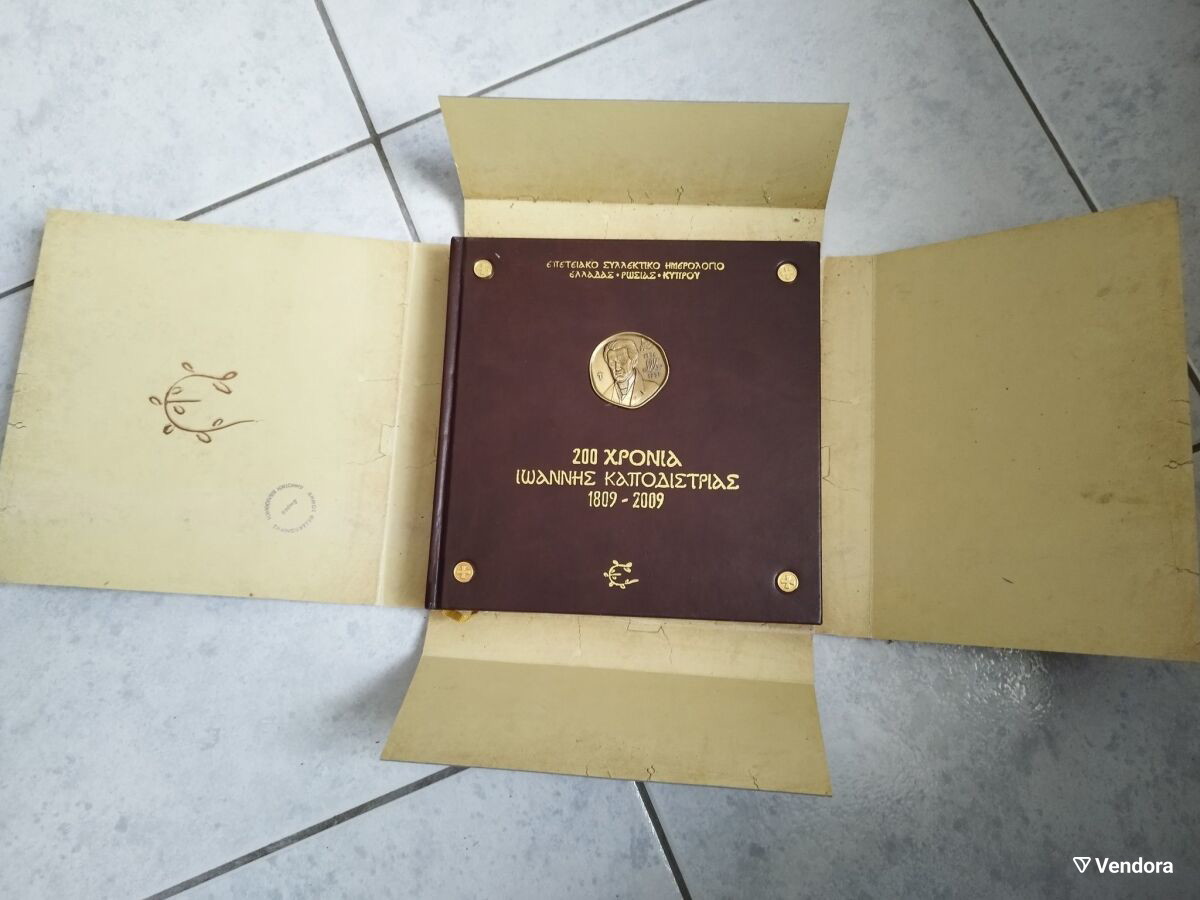 ΕΠΕΤΕΙΑΚΟ ΣΥΛΛΕΚΤΙΚΟ ΗΜΕΡΟΛΟΓΙΟ
ΕΛΛΑΔΑΣ • ΡΩΣΙΑΣ • ΚΥΠΡΟΥ
200 ΧΡΟΝΙΑ
ΙΩΑΝΝΗΣ ΚΑΠΟΔΙΣΤΡΙΑΣ
1809 - 2009
Vendora